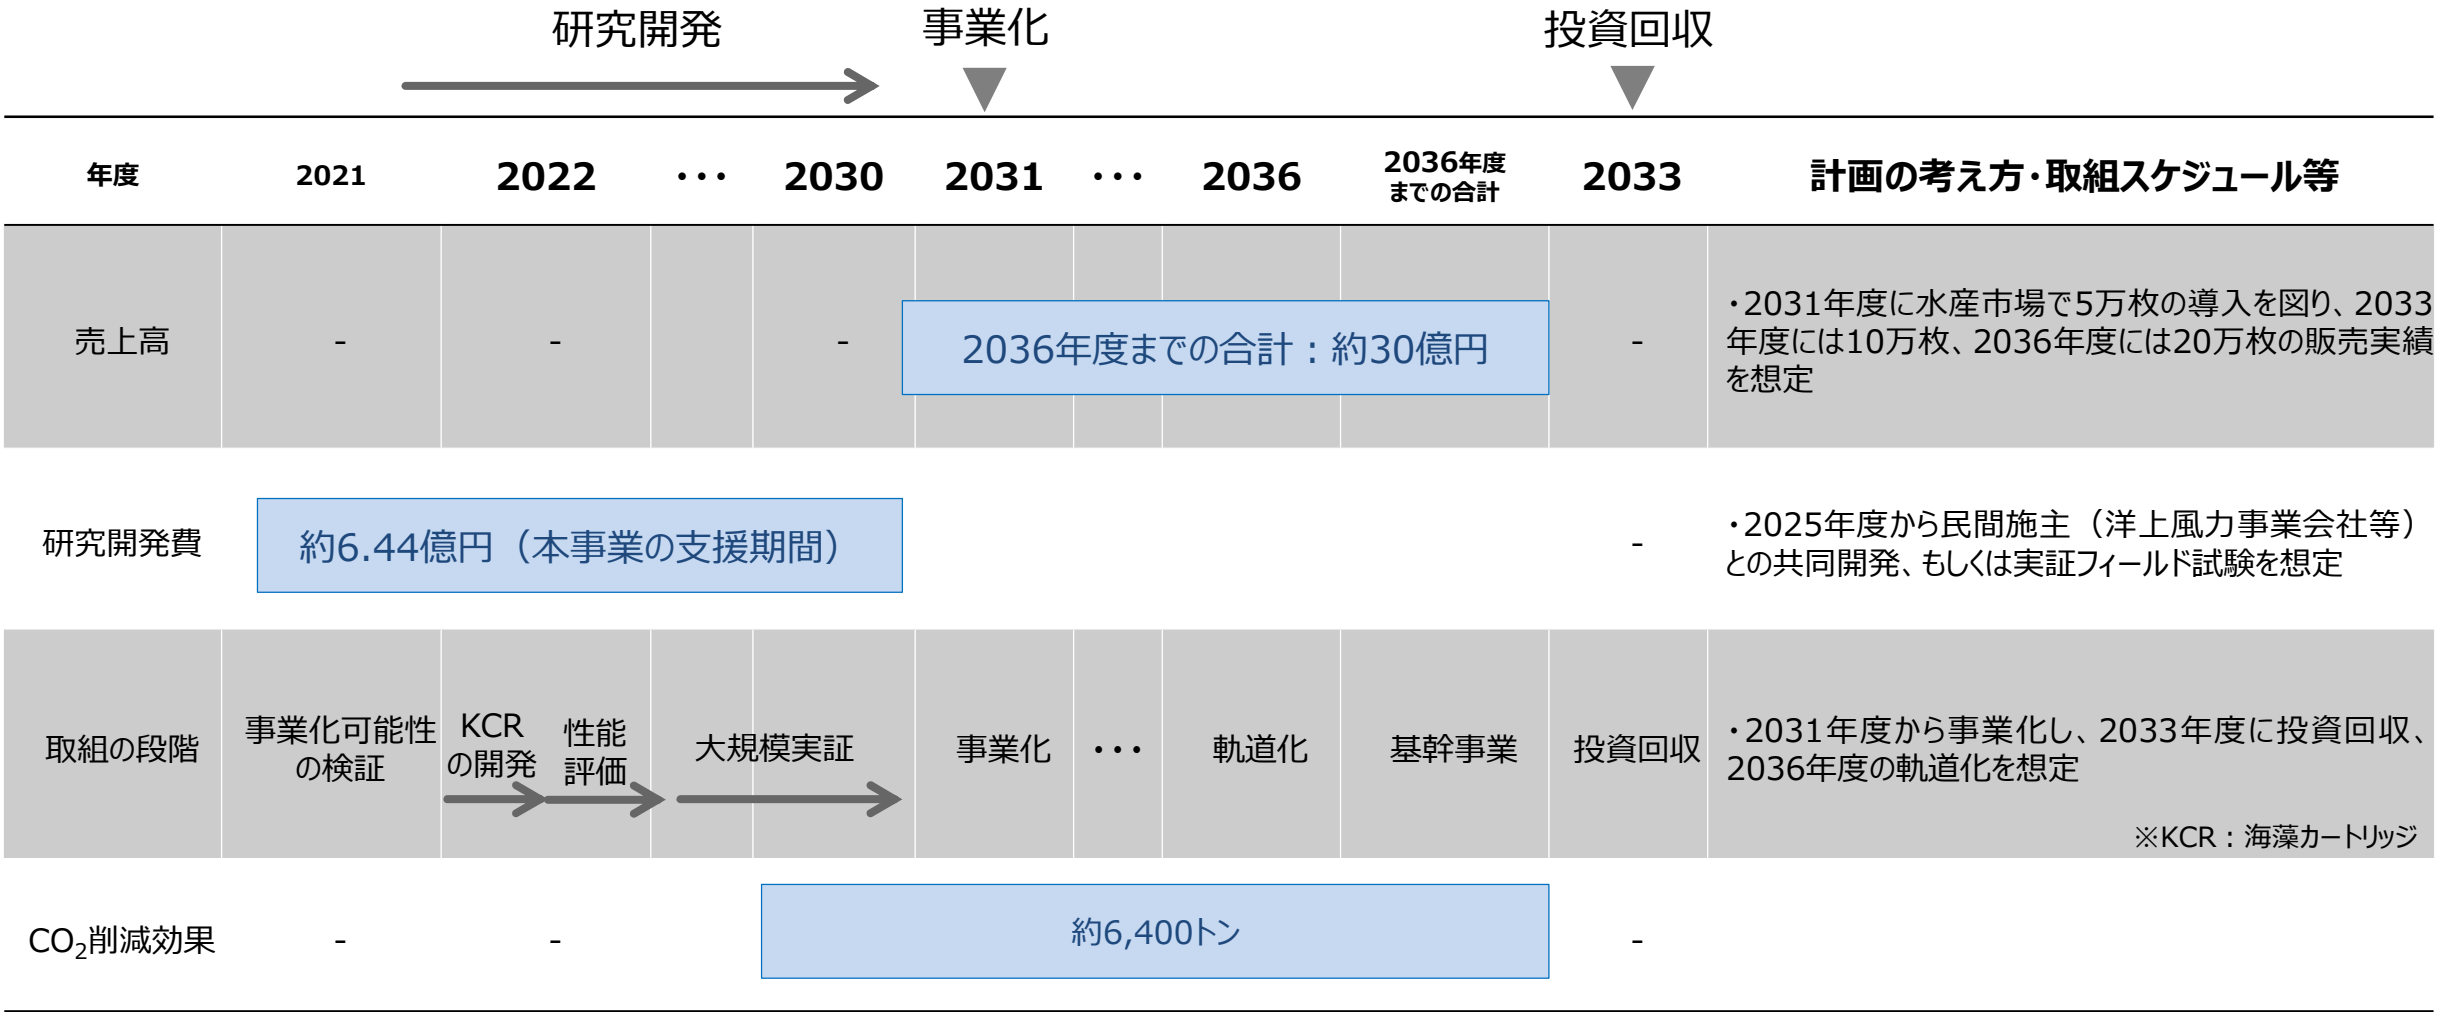 研究開発
事業化
投資回収
年度 2021 2022 ・・・ 2030 2031 ・・・ 2036 2036年度 2033 計画の考え方・取組スケジュール等
までの合計
売上高 - - - 2036年度までの合計：約30億円 -
・2031年度に水産市場で5万枚の導入を図り、2033
年度には10万枚、2036年度には20万枚の販売実績
を想定
研究開発費 約6.44億円（本事業の支援期間） -
・2025年度から民間施主（洋上風力事業会社等）
との共同開発、もしくは実証フィールド試験を想定
取組の段階
事業化可能性
の検証
KCR
の開発
性能
評価
大規模実証
事業化
・・・
軌道化
基幹事業
投資回収
・2031年度から事業化し、2033年度に投資回収、
2036年度の軌道化を想定
※KCR：海藻カートリッジ
CO₂削減効果 - - 約6,400トン -